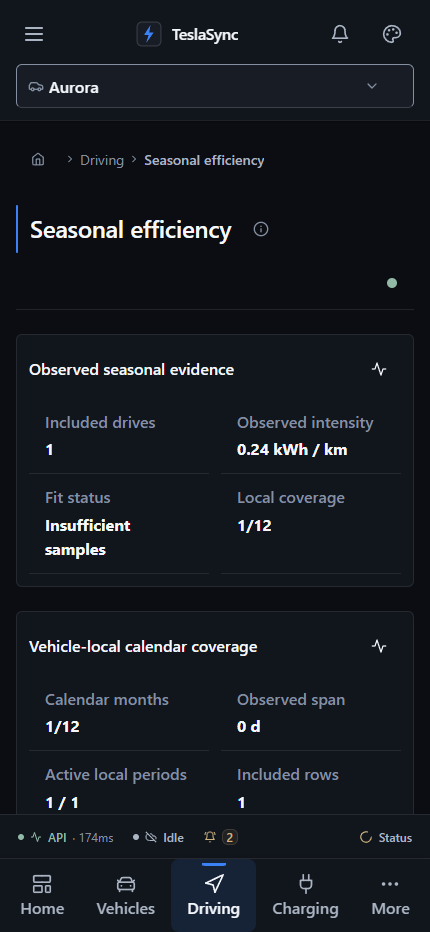 TeslaSync
Aurora
Driving
Seasonal efficiency
Seasonal efficiency
Observed seasonal evidence
Included drives
1
Observed intensity
0.24 kWh / km
Fit status
Insufficient
samples
Local coverage
1/12
Vehicle-local calendar coverage
Calendar months
1/12
Observed span
0 d
Active local periods
1 / 1
Included rows
1
API · 174ms
Idle
2
Status
Home
Vehicles
Driving
Charging
More